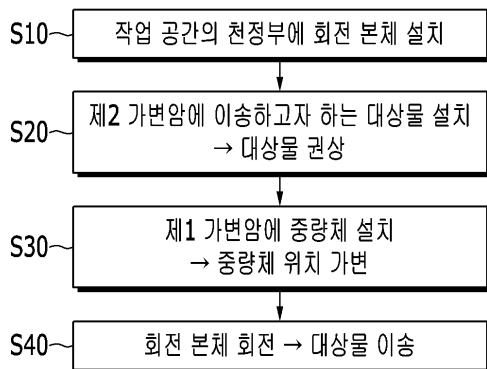 S10 작업 공간의 천정부에 회전 본체 설치
S20 제2 가변암에 이송하고자 하는 대상물 설치
→ 대상물 권상
S30 제1 가변암에 중량체 설치
→ 중량체 위치 가변
S40 회전 본체 회전 → 대상물 이송